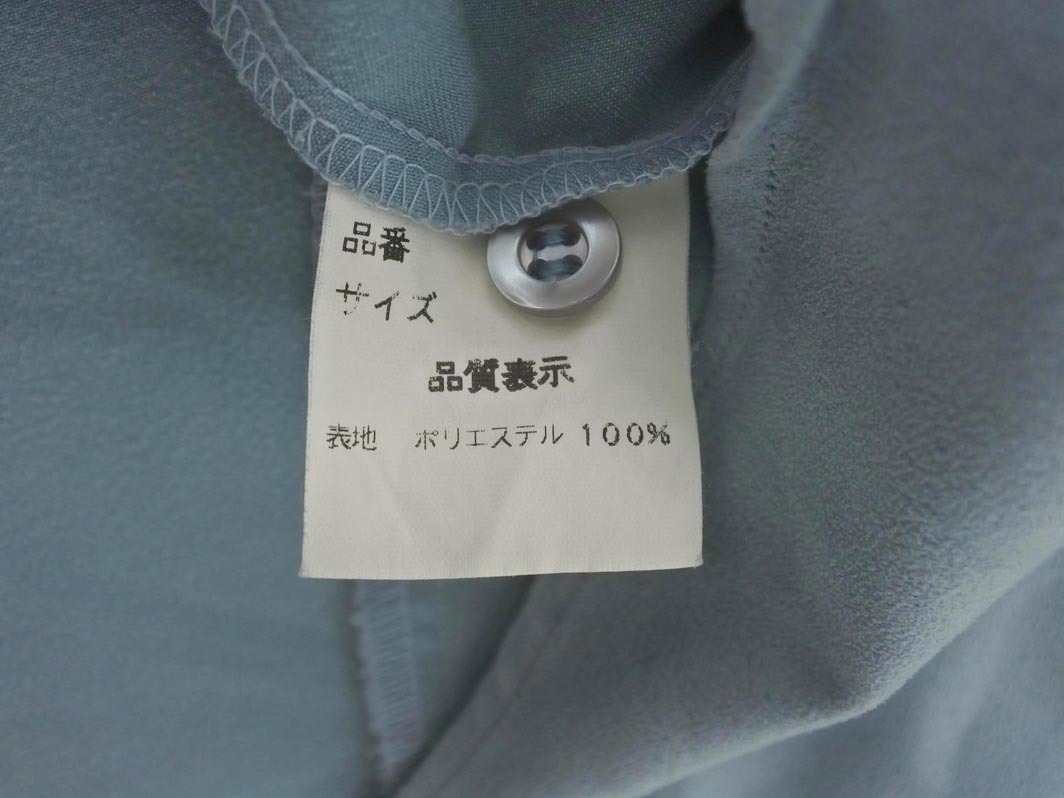 品番
サイズ
品質表示
表地 ポリエステル 100%